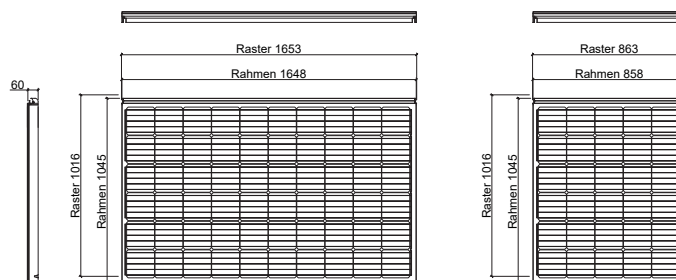 Raster 1653
Rahmen 1648
60
Raster 1016
Rahmen 1045
Raster 863
Rahmen 858
Raster 1016
Rahmen 1045